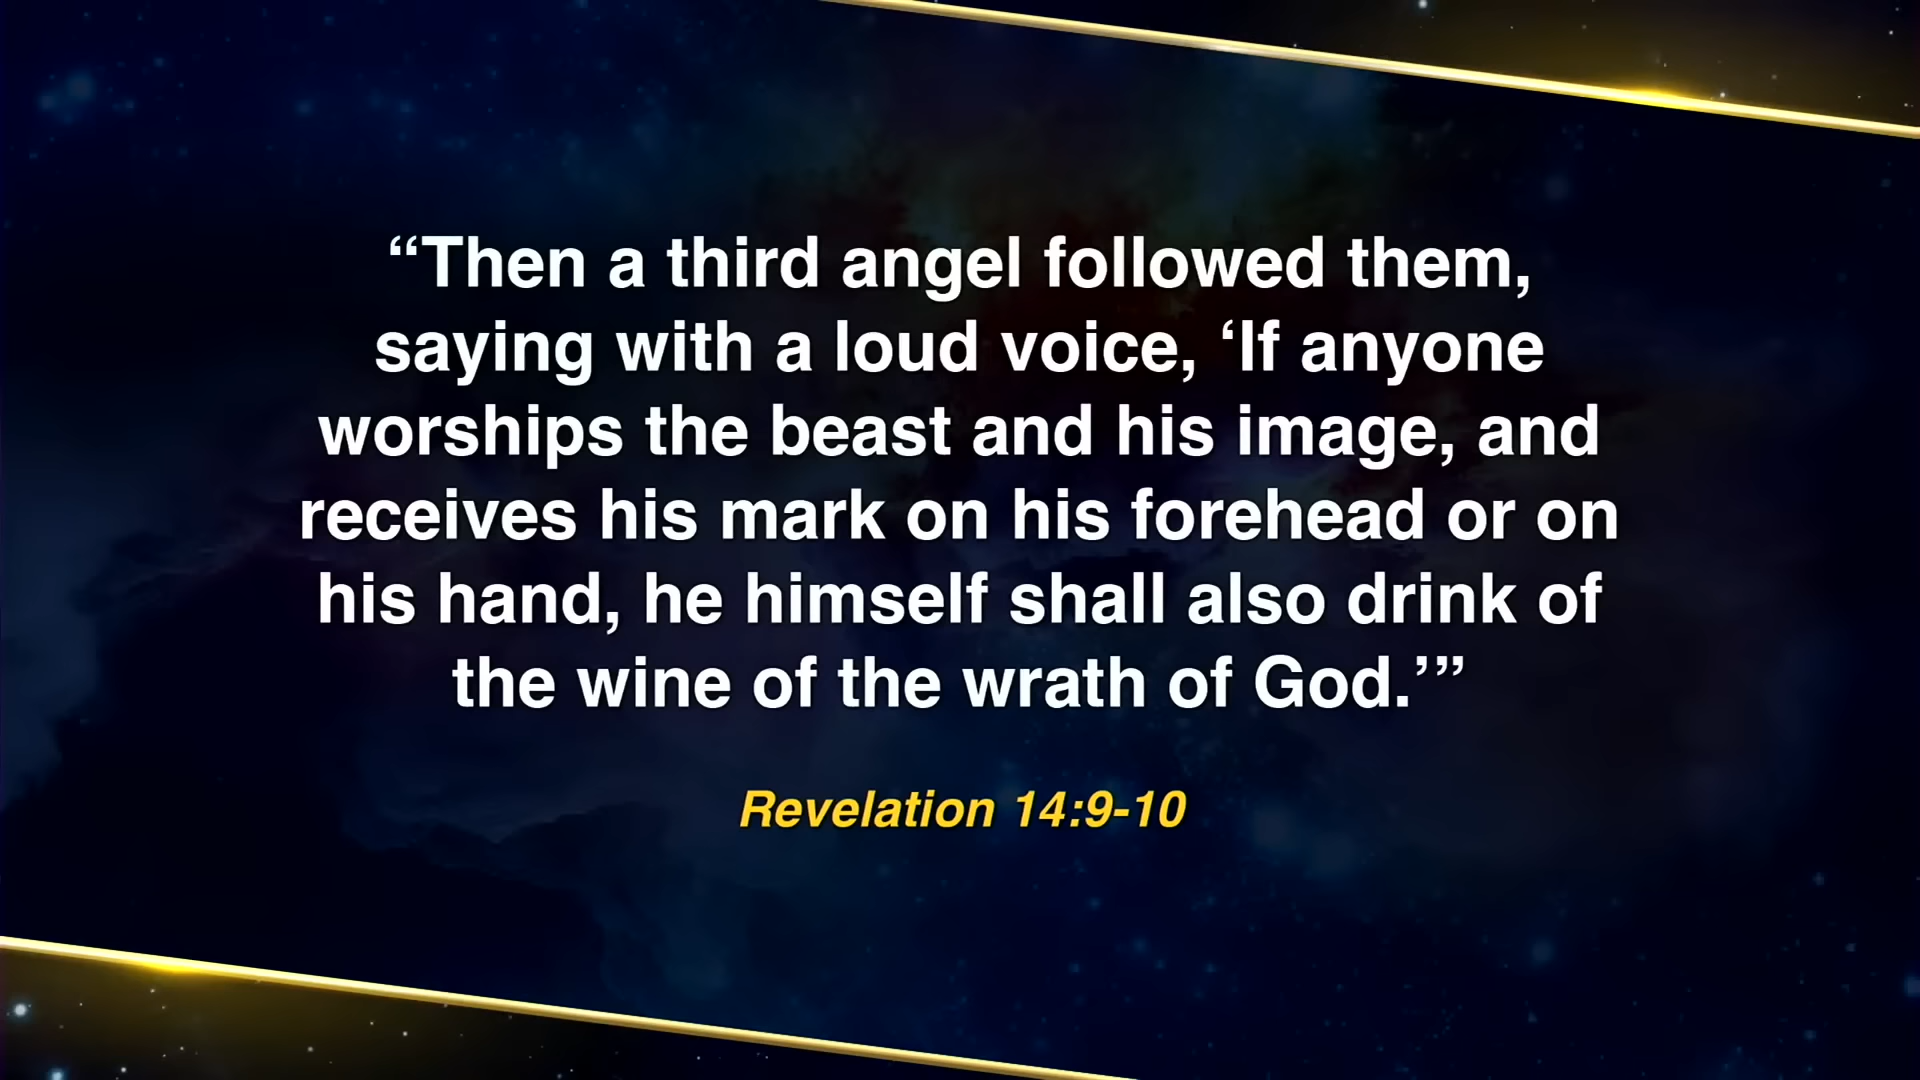 “Then a third angel followed them,
saying with a loud voice, ‘If anyone
worships the beast and his image, and
receives his mark on his forehead or on
his hand, he himself shall also drink of
the wine of the wrath of God.’”
Revelation 14:9-10